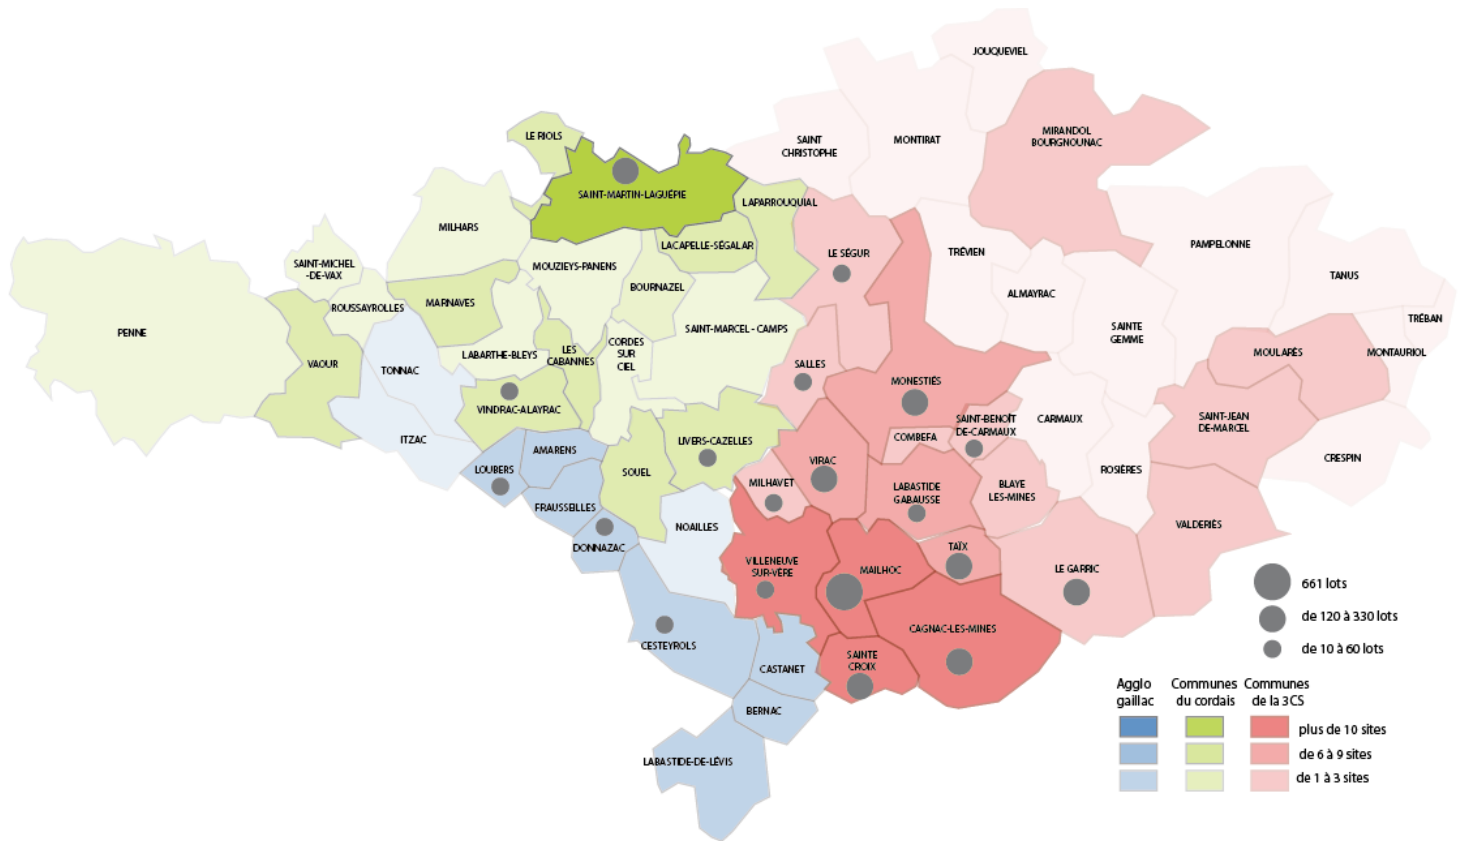 JOUQUEVIEL
MIRANDOL
BOURGNOUNAC
LE RIOLS
SAINT
CHRISTOPHE
MONTIRAT
SAINT-MARTIN-LAGUÉPIE
LAPARROUQUIAL
MILHARS
LACAPELLE-SÉGALAR
LE SÉGUR
TRÉVIEN
PAMPELONNE
SAINT-MICHEL
-DE-VAX
MOUZIEYS-PANENS
TANUS
BOURNAZEL
ALMAYRAC
ROUSSAYROLLES
MARNAVES
PENNE
SAINT-MARCEL - CAMPS
SAINTE
GEMME
TRÉBAN
LABARTHE-BLEYS
LES
CABANNES
CORDES
SUR
CIEL
MOULARÈS
MONTAURIOL
VAOUR
TONNAC
SALLES
MONESTIÉS
VINDRAC-ALAYRAC
SAINT-BENOÎT
DE-CARMAUX
CARMAUX
SAINT-JEAN
DE-MARCEL
ITZAC
LIVERS-CAZELLES
COMBEFA
AMARENS
VIRAC
CRESPIN
LOUBERS
SOUEL
MILHAVET
LABASTIDE
GABAUSSE
BLAYE
LES-MINES
ROSIÈRES
FRAUSSEILLES
NOAILLES
VALDERIÈS
DONNAZAC
VILLENEUVE
SUR-VÈRE
MAILHOC
TAÏX
LE GARRIC
661 lots
de 120 à 330 lots
CAGNAC-LES-MINES
CESTEYROLS
de 10 à 60 lots
SAINTE
CROIX
CASTANET
Agglo
gaillac
Communes
du cordais
Communes
de la 3CS
BERNAC
plus de 10 sites
LABASTIDE-DE-LÉVIS
de 6 à 9 sites
de 1 à 3 sites